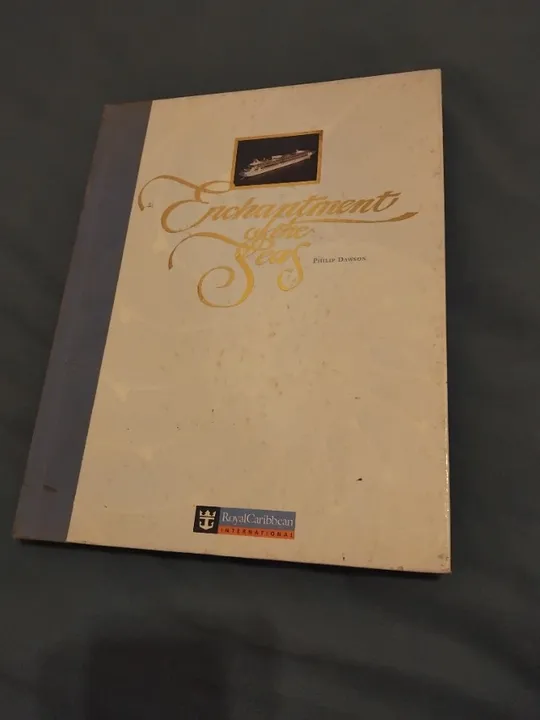 Enchantment
of the
Seas
PHILIP DAWSON
RoyalCaribbean
INTERNATIONAL